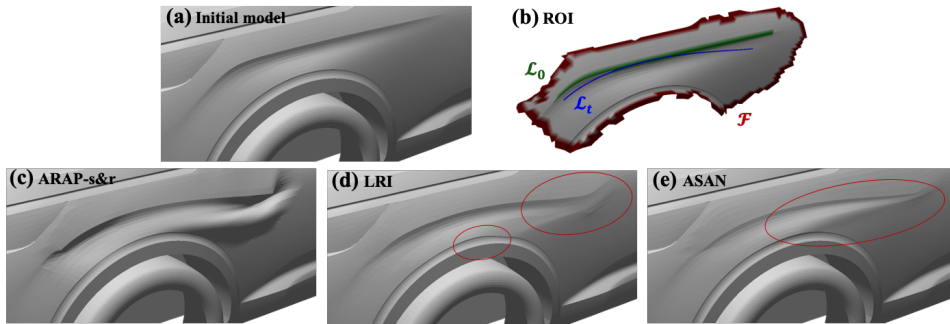 (a) Initial model
(b) ROI
ℒ₀
ℒₜ
ℱ
(c) ARAP-s&r
(d) LRI
(e) ASAN